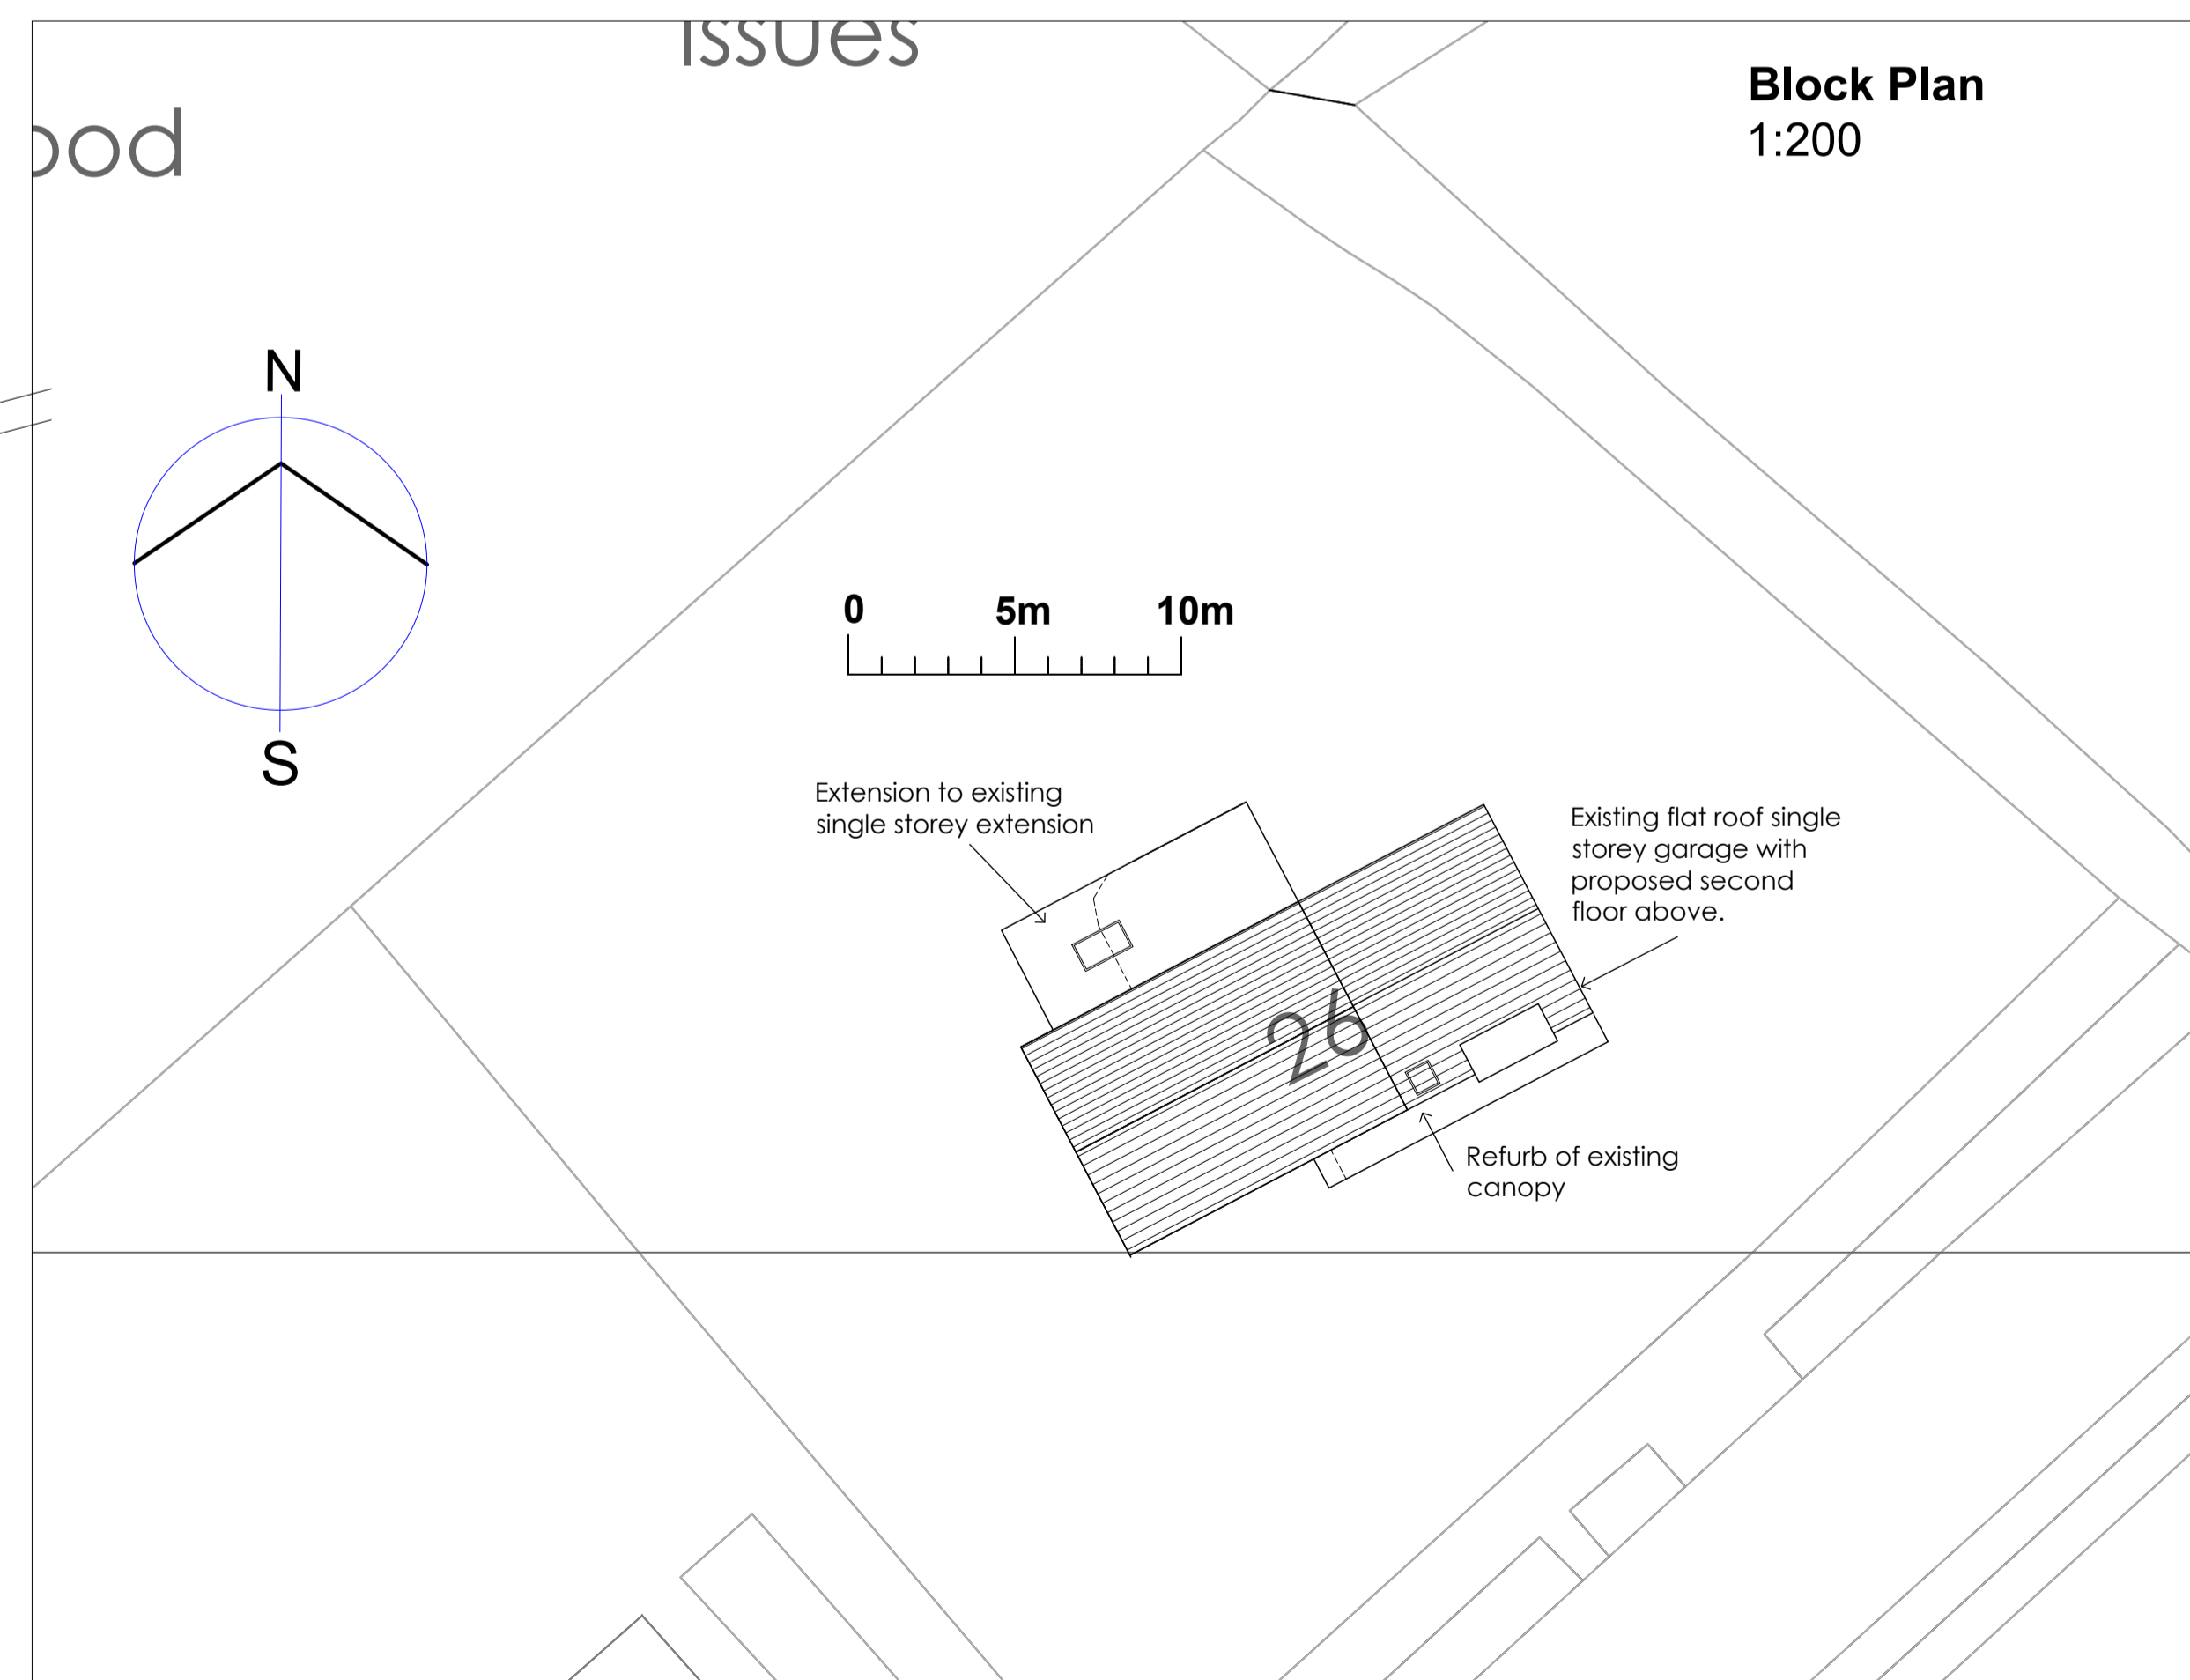 issues
Block Plan
1:200
ood
N
S
0 5m 10m
Extension to existing
single storey extension
Existing flat roof single
storey garage with
proposed second
floor above.
26
Refurb of existing
canopy